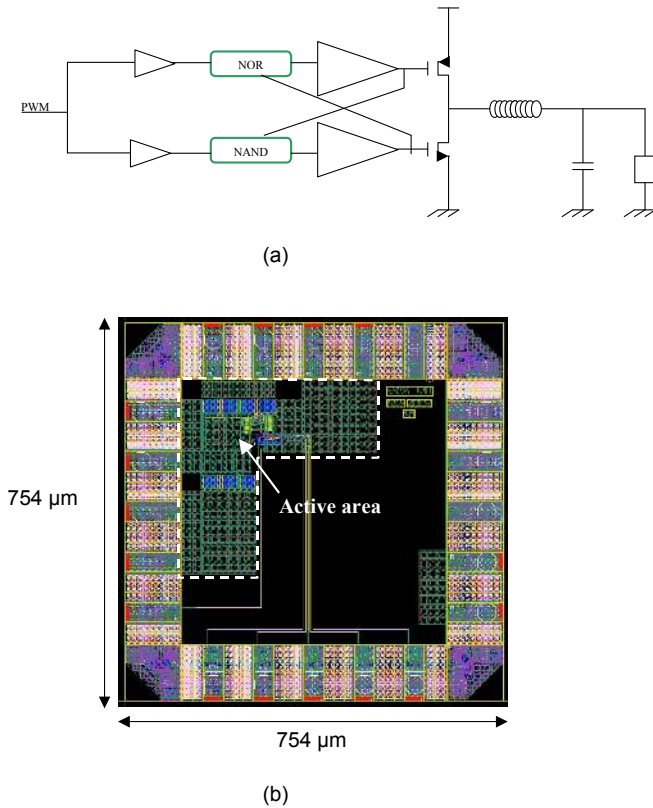 NOR
PWM
NAND
(a)
Active area
754 µm
754 µm
(b)